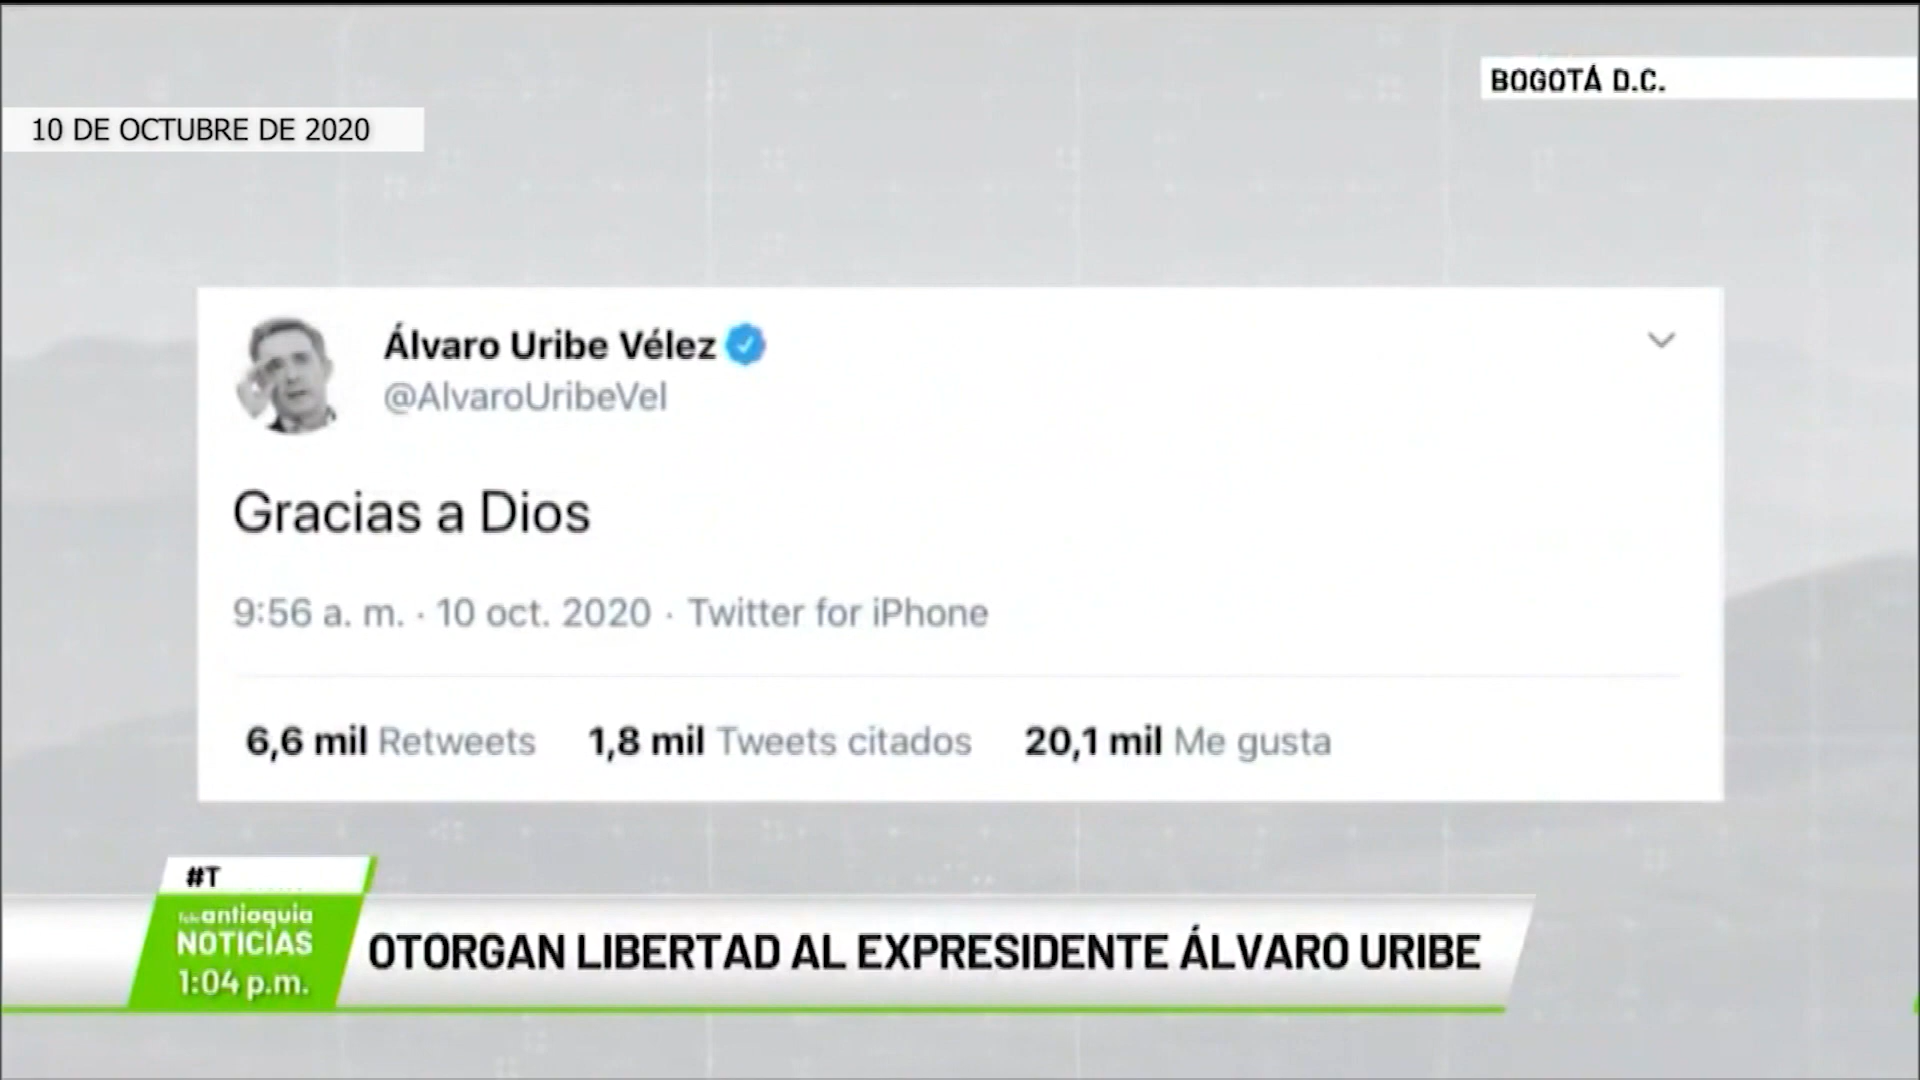 BOGOTÁ D.C.
10 DE OCTUBRE DE 2020
Álvaro Uribe Vélez
@AlvaroUribeVel
Gracias a Dios
9:56 a. m. · 10 oct. 2020 · Twitter for iPhone
6,6 mil Retweets 1,8 mil Tweets citados 20,1 mil Me gusta
#T
teleantioquia
NOTICIAS
1:04 p.m.
OTORGAN LIBERTAD AL EXPRESIDENTE ÁLVARO URIBE